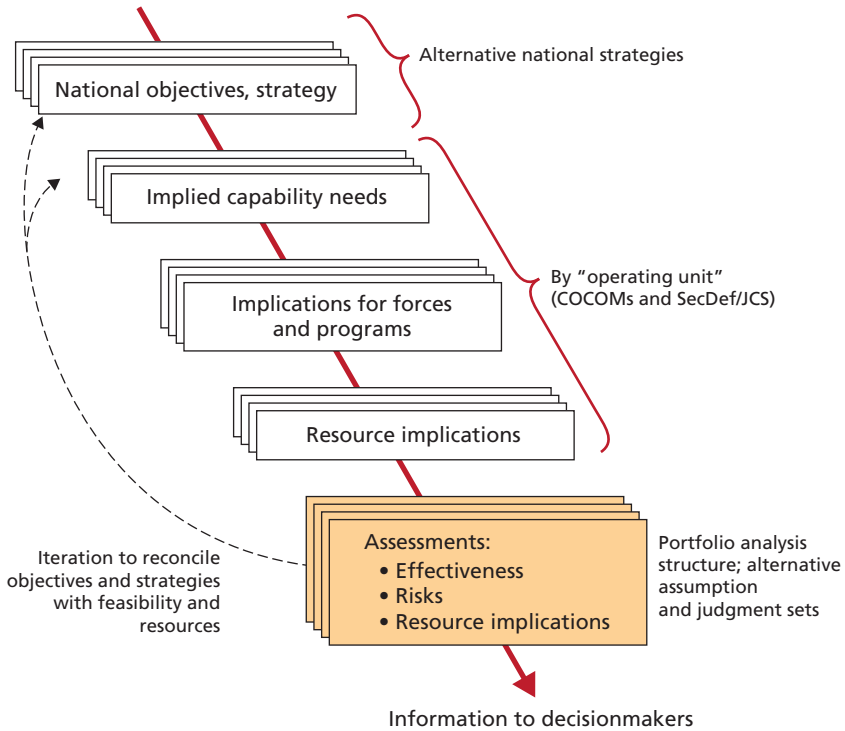 Alternative national strategies
National objectives, strategy
Implied capability needs
By “operating unit”
(COCOMs and SecDef/JCS)
Implications for forces
and programs
Resource implications
Assessments:
• Effectiveness
• Risks
• Resource implications
Portfolio analysis
structure; alternative
assumption
and judgment sets
Iteration to reconcile
objectives and strategies
with feasibility and
resources
Information to decisionmakers